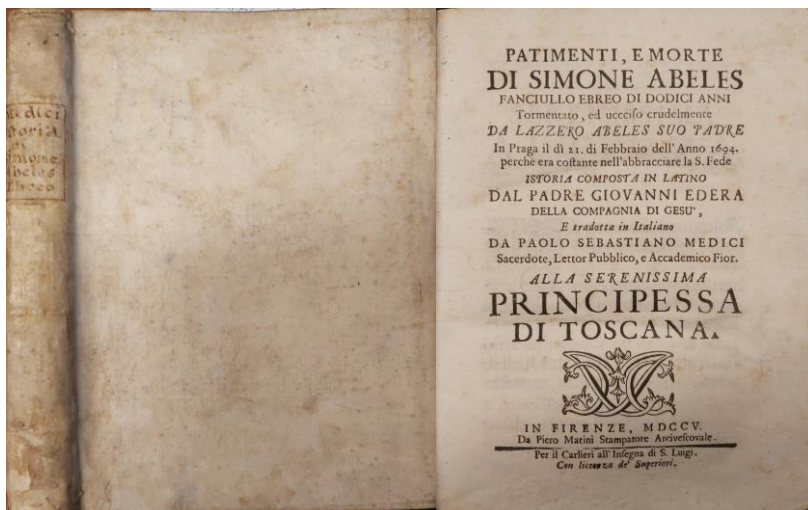 Medici
Storia
di
Simone
Abeles
Ebreo
PATIMENTI, E MORTE
DI SIMONE ABELES
FANCIULLO EBREO DI DODICI ANNI
Tormentato, ed ucciſo crudelmente
DA LAZZERO ABELES SUO PADRE
In Praga il dì 21. di Febbraio dell'Anno 1694.
perchè era coſtante nell'abbracciare la S. Fede
ISTORIA COMPOSTA IN LATINO
DAL PADRE GIOVANNI EDERA
DELLA COMPAGNIA DI GESU',
E tradotta in Italiano
DA PAOLO SEBASTIANO MEDICI
Sacerdote, Lettor Pubblico, e Accademico Fior.
ALLA SERENISSIMA
PRINCIPESSA
DI TOSCANA.
IN FIRENZE, MDCCV.
Da Piero Matini Stampatore Arciveſcovale.
Per il Carlieri all'Inſegna di S. Luigi.
Con licenza de' Superiori.